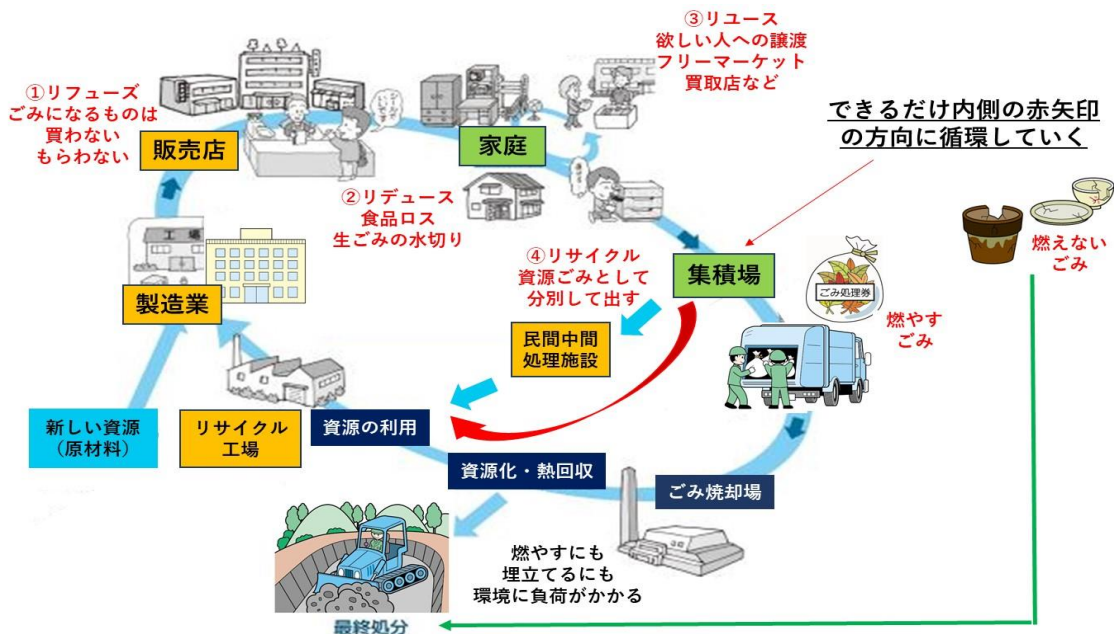 ①リフューズ
ごみになるものは
買わない
もらわない
販売店
家庭
③リユース
欲しい人への譲渡
フリーマーケット
買取店など
できるだけ内側の赤矢印
の方向に循環していく
②リデュース
食品ロス
生ごみの水切り
④リサイクル
資源ごみとして
分別して出す
集積場
ごみ処理券
燃やす
ごみ
燃えない
ごみ
工場
製造業
民間中間
処理施設
新しい資源
（原材料）
リサイクル
工場
資源の利用
資源化・熱回収
ごみ焼却場
燃やすにも
埋立てるにも
環境に負荷がかかる
最終処分